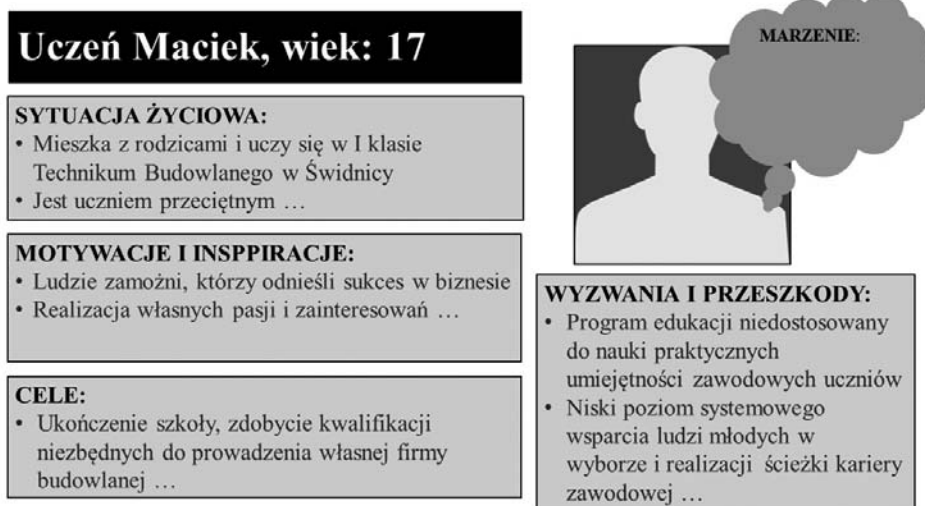 Uczeń Maciek, wiek: 17
MARZENIE:
SYTUACJA ŻYCIOWA:
• Mieszka z rodzicami i uczy się w I klasie
Technikum Budowlanego w Świdnicy
• Jest uczniem przeciętnym …
MOTYWACJE I INSPPIRACJE:
• Ludzie zamożni, którzy odnieśli sukces w biznesie
• Realizacja własnych pasji i zainteresowań …
CELE:
• Ukończenie szkoły, zdobycie kwalifikacji
niezbędnych do prowadzenia własnej firmy
budowlanej …
WYZWANIA I PRZESZKODY:
• Program edukacji niedostosowany
do nauki praktycznych
umiejętności zawodowych uczniów
• Niski poziom systemowego
wsparcia ludzi młodych w
wyborze i realizacji ścieżki kariery
zawodowej …